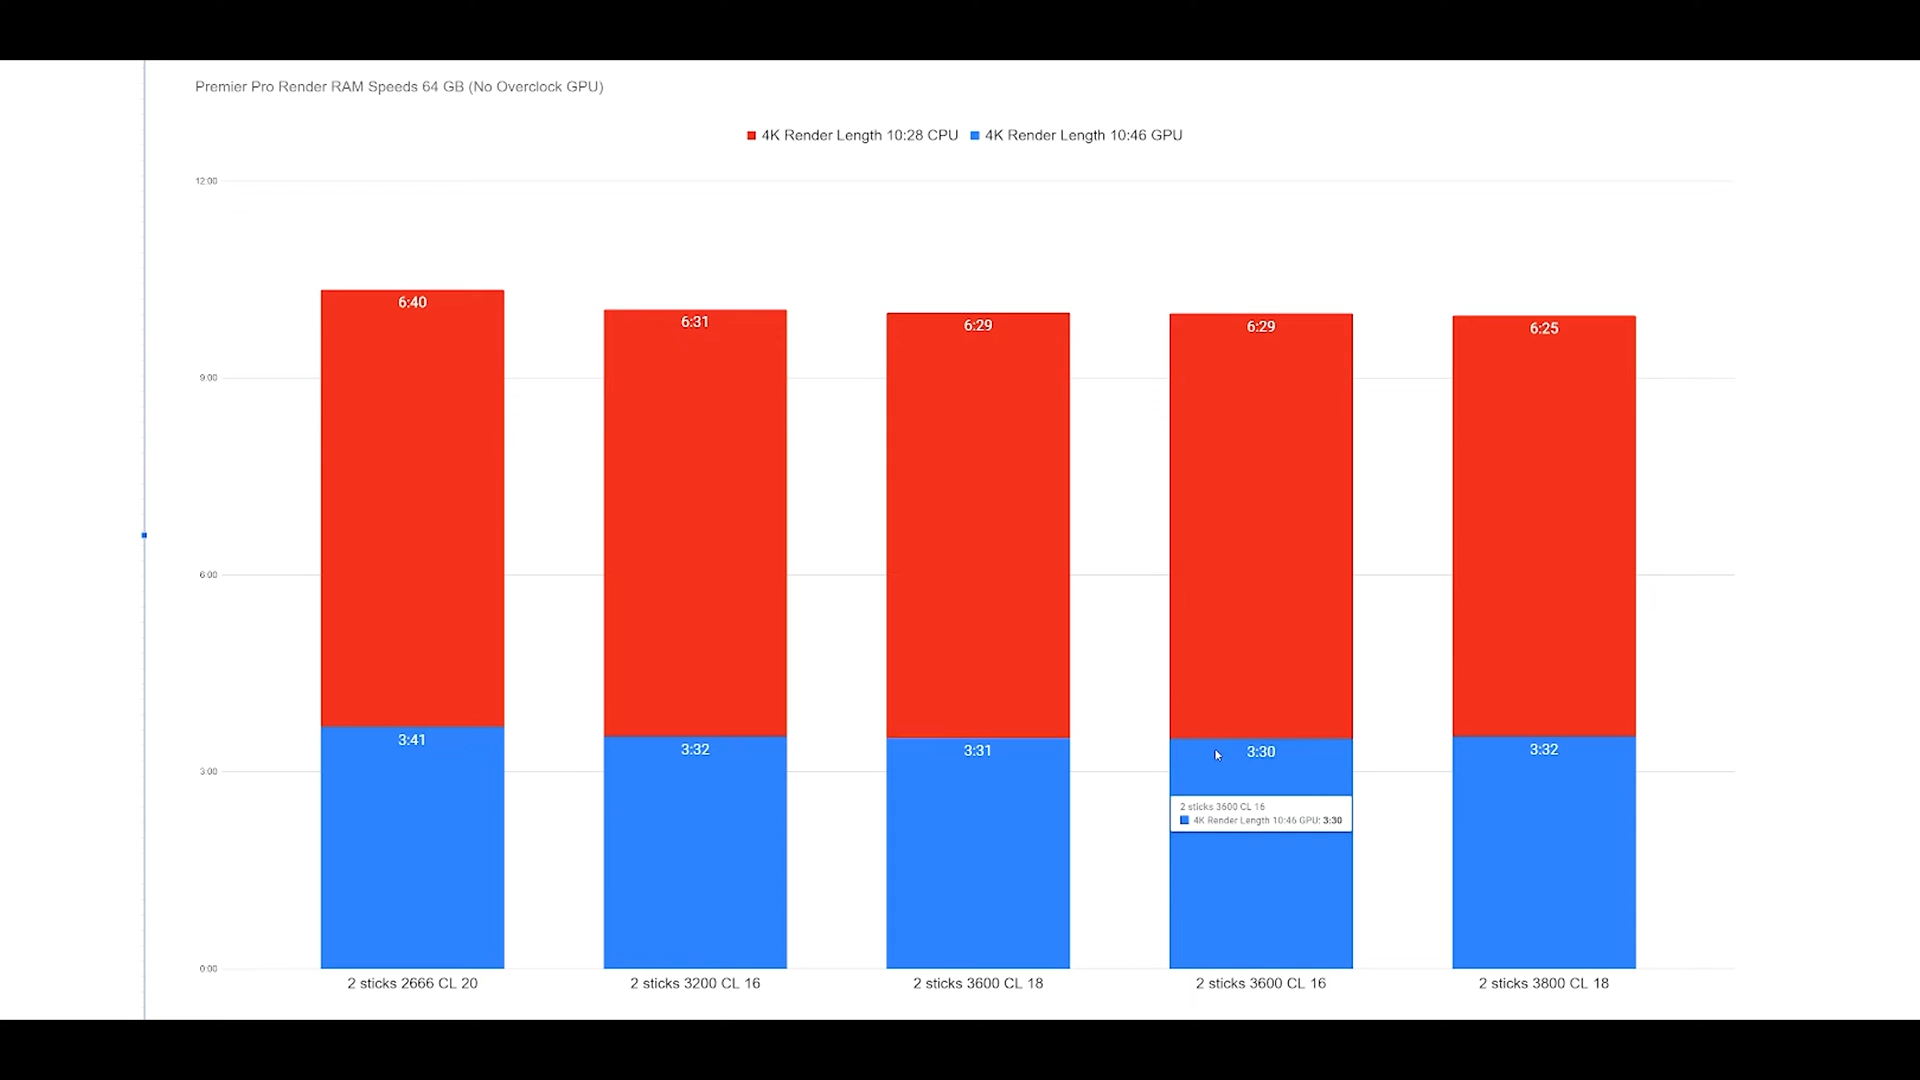 Premier Pro Render RAM Speeds 64 GB (No Overclock GPU)
4K Render Length 10:28 CPU 4K Render Length 10:46 GPU
12:00
9:00
6:00
3:00
0:00
6:40
6:31
6:29
6:29
6:25
3:41
3:32
3:31
3:30
3:32
2 sticks 3600 CL 16
4K Render Length 10:46 GPU: 3:30
2 sticks 2666 CL 20
2 sticks 3200 CL 16
2 sticks 3600 CL 18
2 sticks 3600 CL 16
2 sticks 3800 CL 18